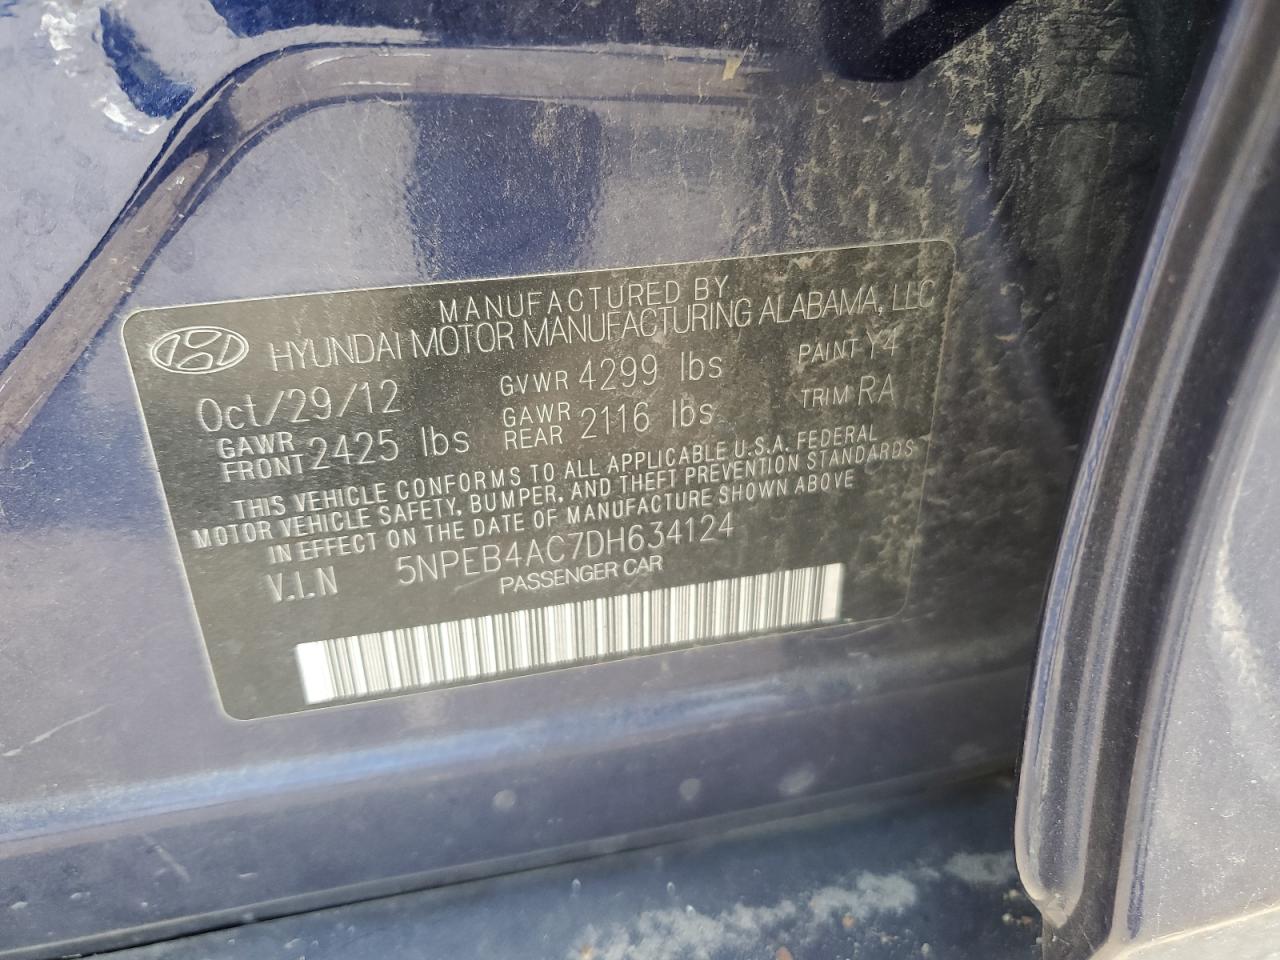 MANUFACTURED BY
HYUNDAI MOTOR MANUFACTURING ALABAMA, LLC
Oct/29/12 GVWR 4299 lbs PAINT Y4
GAWR FRONT 2425 lbs GAWR REAR 2116 lbs TRIM RA
THIS VEHICLE CONFORMS TO ALL APPLICABLE U.S.A. FEDERAL
MOTOR VEHICLE SAFETY, BUMPER, AND THEFT PREVENTION STANDARDS
IN EFFECT ON THE DATE OF MANUFACTURE SHOWN ABOVE
V.I.N 5NPEB4AC7DH634124
PASSENGER CAR